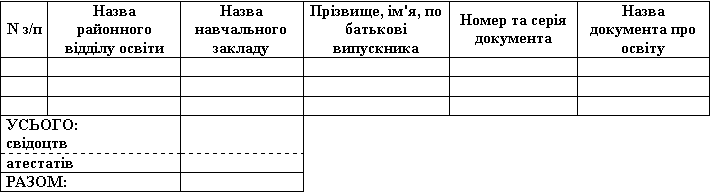 N з/п
Назва
районного
відділу освіти
Назва
навчального
закладу
Прізвище, ім'я, по
батькові
випускника
Номер та серія
документа
Назва
документа про
освіту
УСЬОГО:
свідоцтв
атестатів
РАЗОМ: